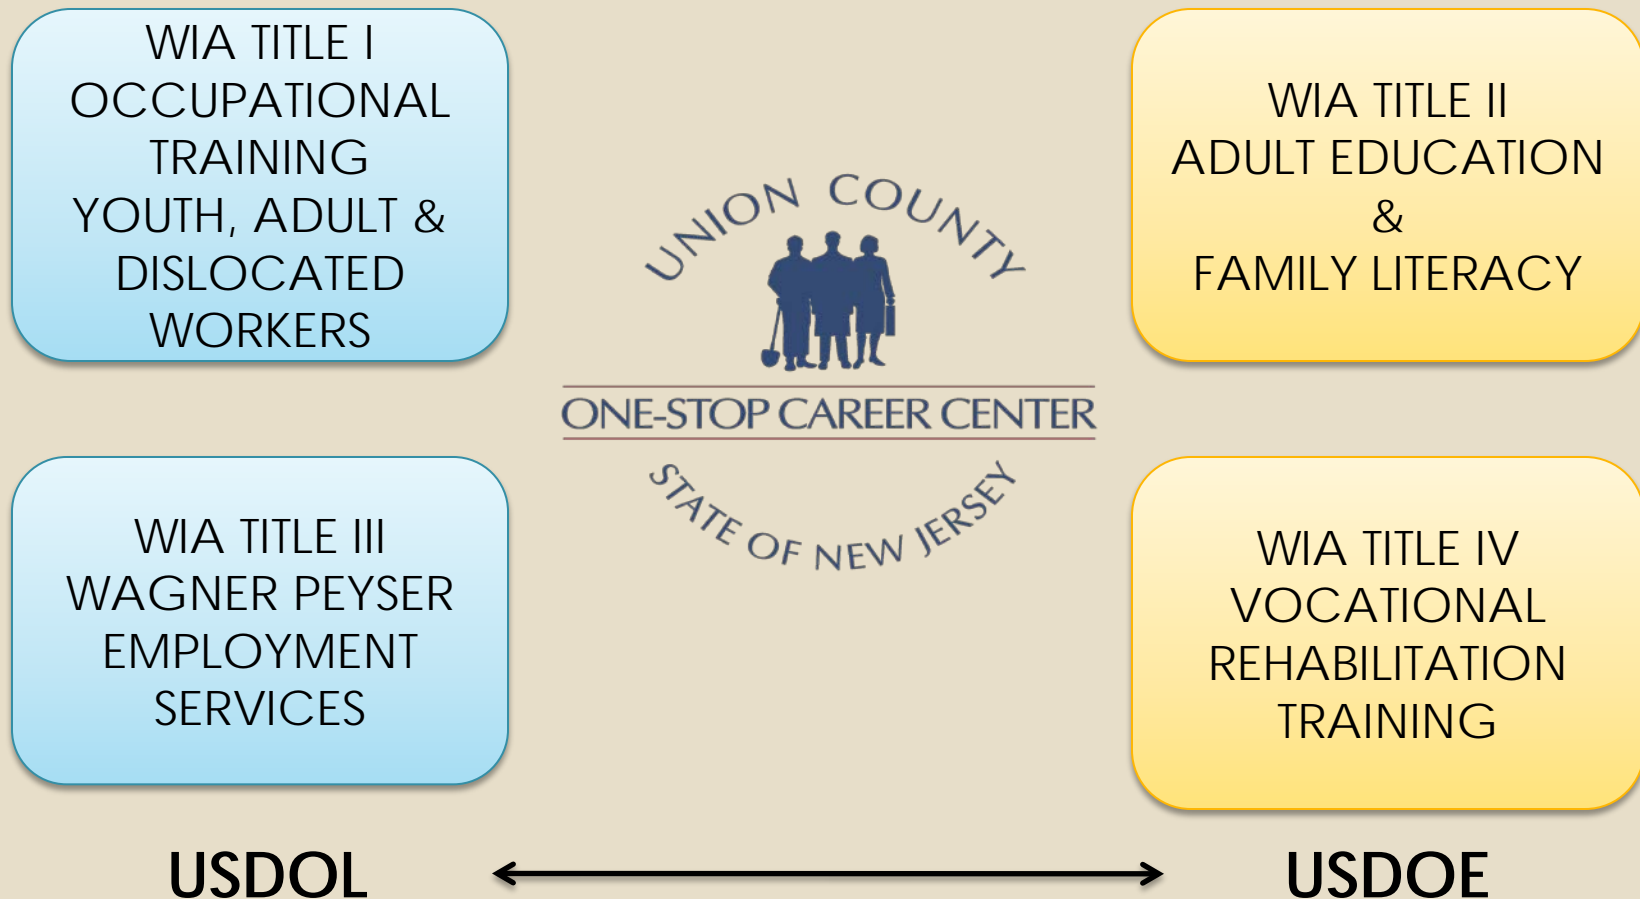 WIA TITLE I
OCCUPATIONAL
TRAINING
YOUTH, ADULT &
DISLOCATED
WORKERS
WIA TITLE II
ADULT EDUCATION
&
FAMILY LITERACY
UNION COUNTY
ONE-STOP CAREER CENTER
STATE OF NEW JERSEY
WIA TITLE III
WAGNER PEYSER
EMPLOYMENT
SERVICES
WIA TITLE IV
VOCATIONAL
REHABILITATION
TRAINING
USDOL
USDOE